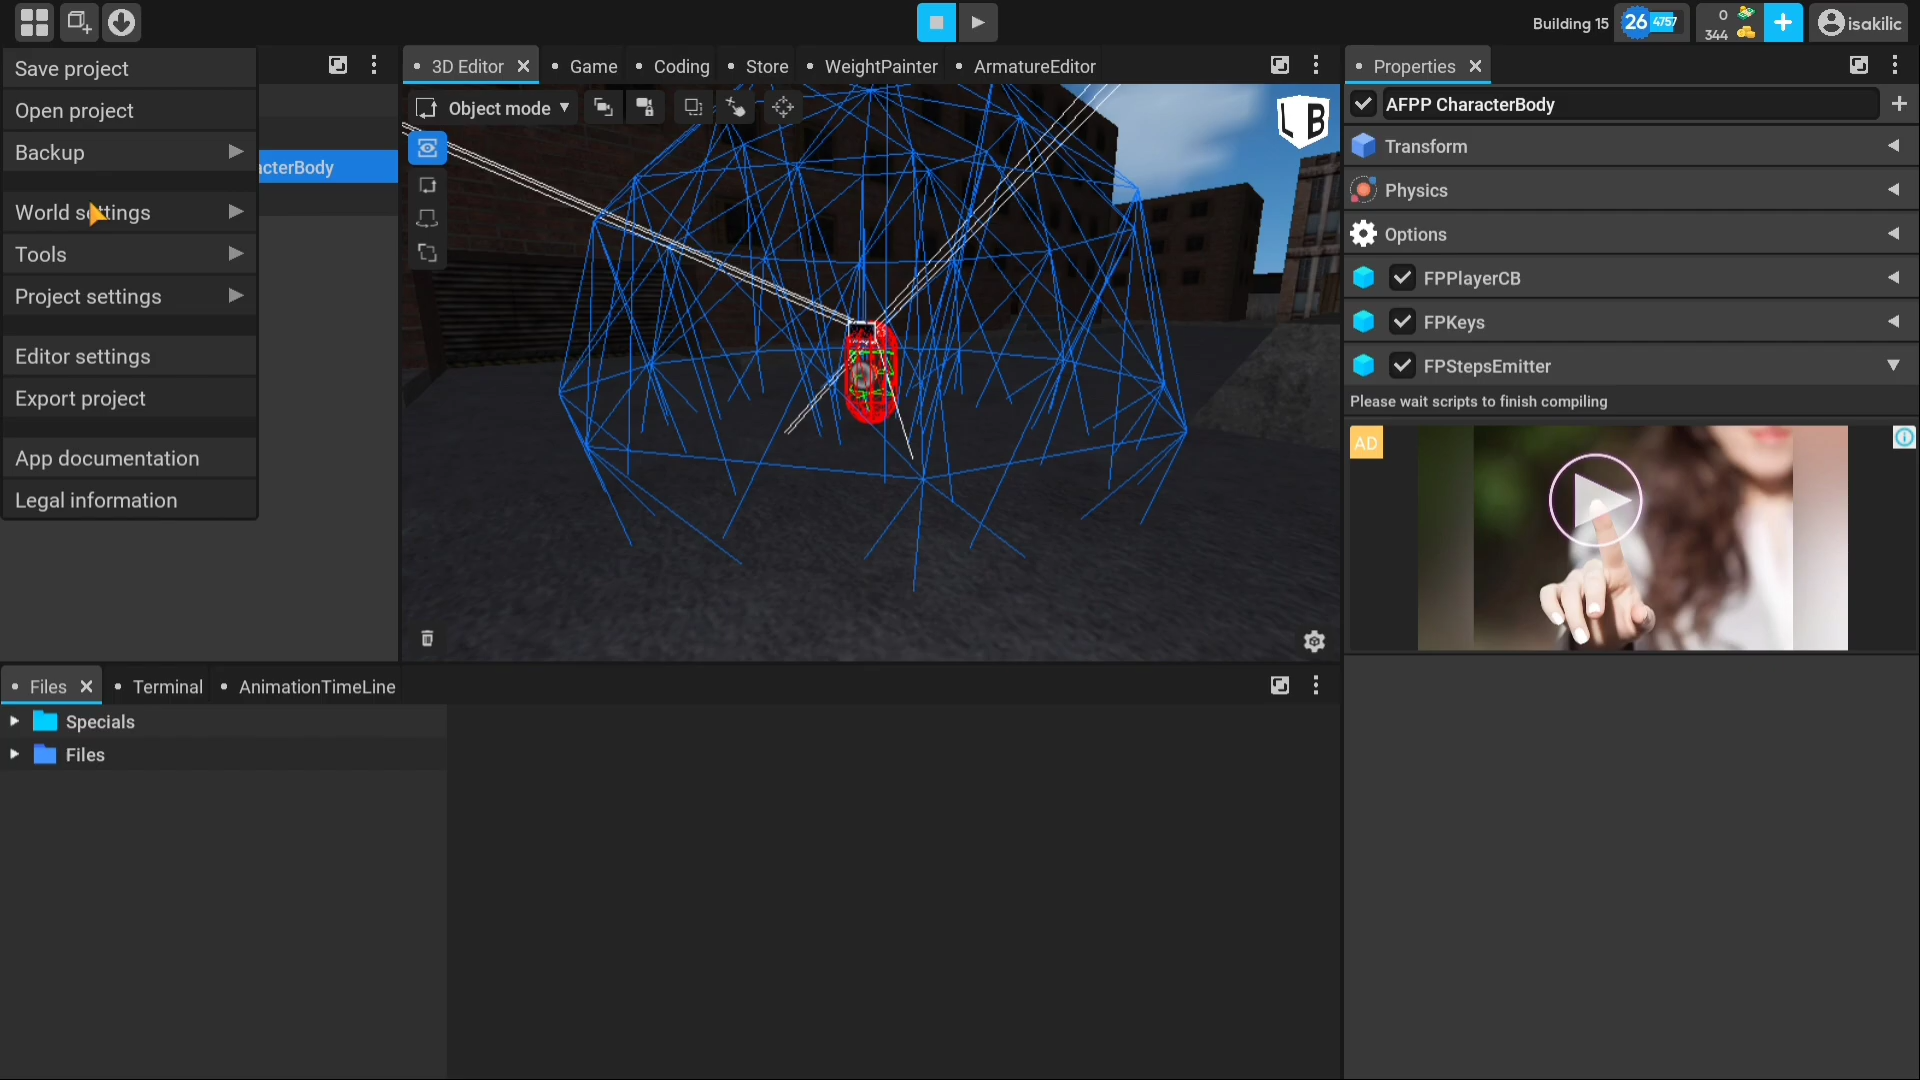 Building 15
26
4757
0
344
isakilic
Save project
Open project
Backup
World settings
Tools
Project settings
Editor settings
Export project
App documentation
Legal information
acterBody
3D Editor
Game
Coding
Store
WeightPainter
ArmatureEditor
Object mode
L B
Properties
AFPP CharacterBody
Transform
Physics
Options
FPPlayerCB
FPKeys
FPStepsEmitter
Please wait scripts to finish compiling
AD
Files
Terminal
AnimationTimeLine
Specials
Files